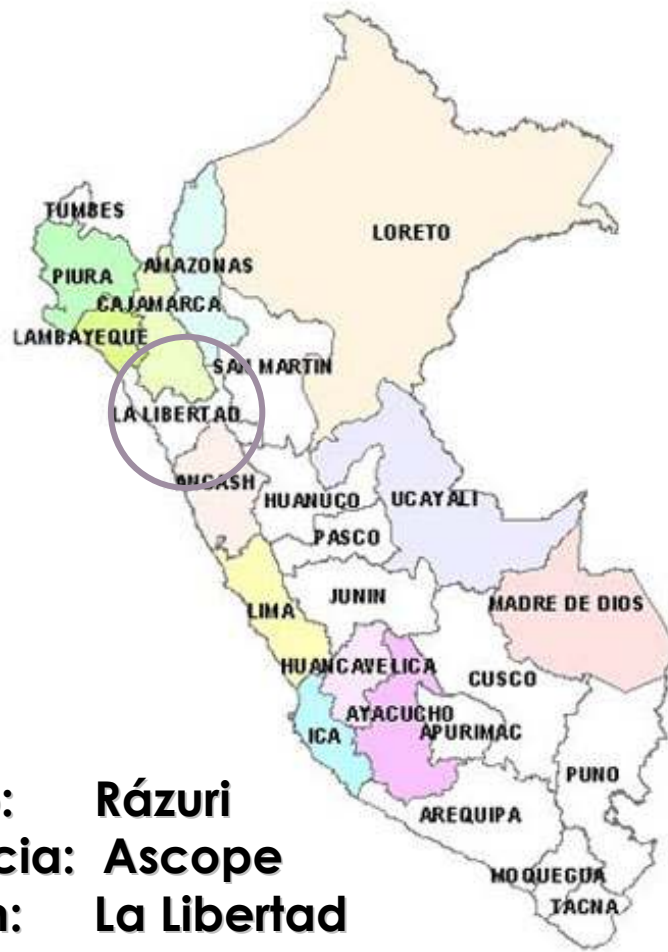 TUMBES
LORETO
PIURA
AMAZONAS
CAJAMARCA
LAMBAYEQUE
SAN MARTIN
LA LIBERTAD
ANCASH
HUANUCO
UCAYALI
PASCO
JUNIN
LIMA
MADRE DE DIOS
HUANCAVELICA
CUSCO
AYACUCHO
APURIMAC
ICA
PUNO
AREQUIPA
MOQUEGUA
TACNA
: Rázuri
cia: Ascope
n: La Libertad